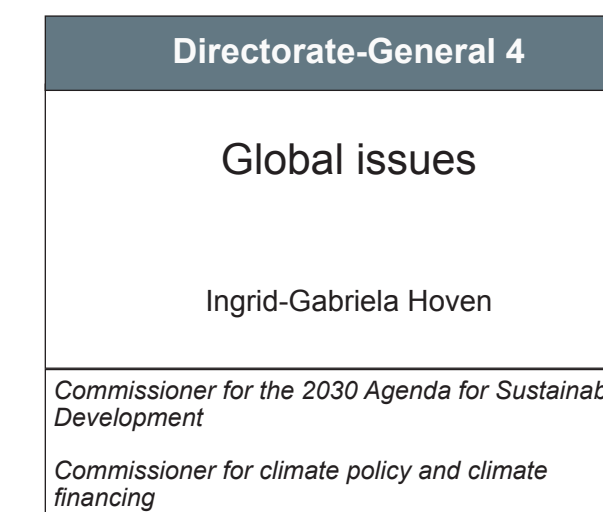 Directorate-General 4
Global issues
Ingrid-Gabriela Hoven
Commissioner for the 2030 Agenda for
Development
Commissioner for climate policy and climate
financing